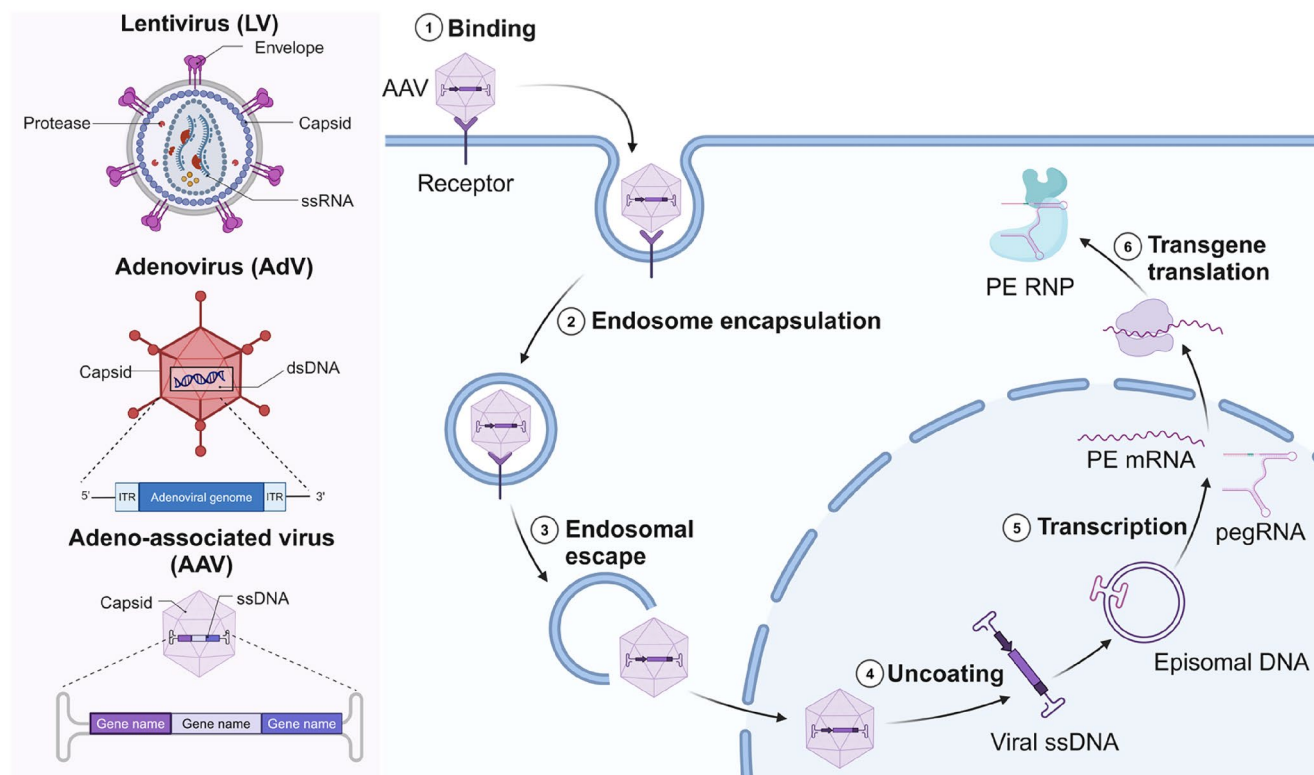 Lentivirus (LV)
Envelope
Protease
Capsid
ssRNA
Adenovirus (AdV)
Capsid
dsDNA
5'
ITR
Adenoviral genome
ITR
3'
Adeno-associated virus
(AAV)
Capsid
ssDNA
Gene name
Gene name
Gene name
1 Binding
AAV
Receptor
2 Endosome encapsulation
3 Endosomal
escape
4 Uncoating
Viral ssDNA
Episomal DNA
5 Transcription
PE mRNA
pegRNA
6 Transgene
translation
PE RNP